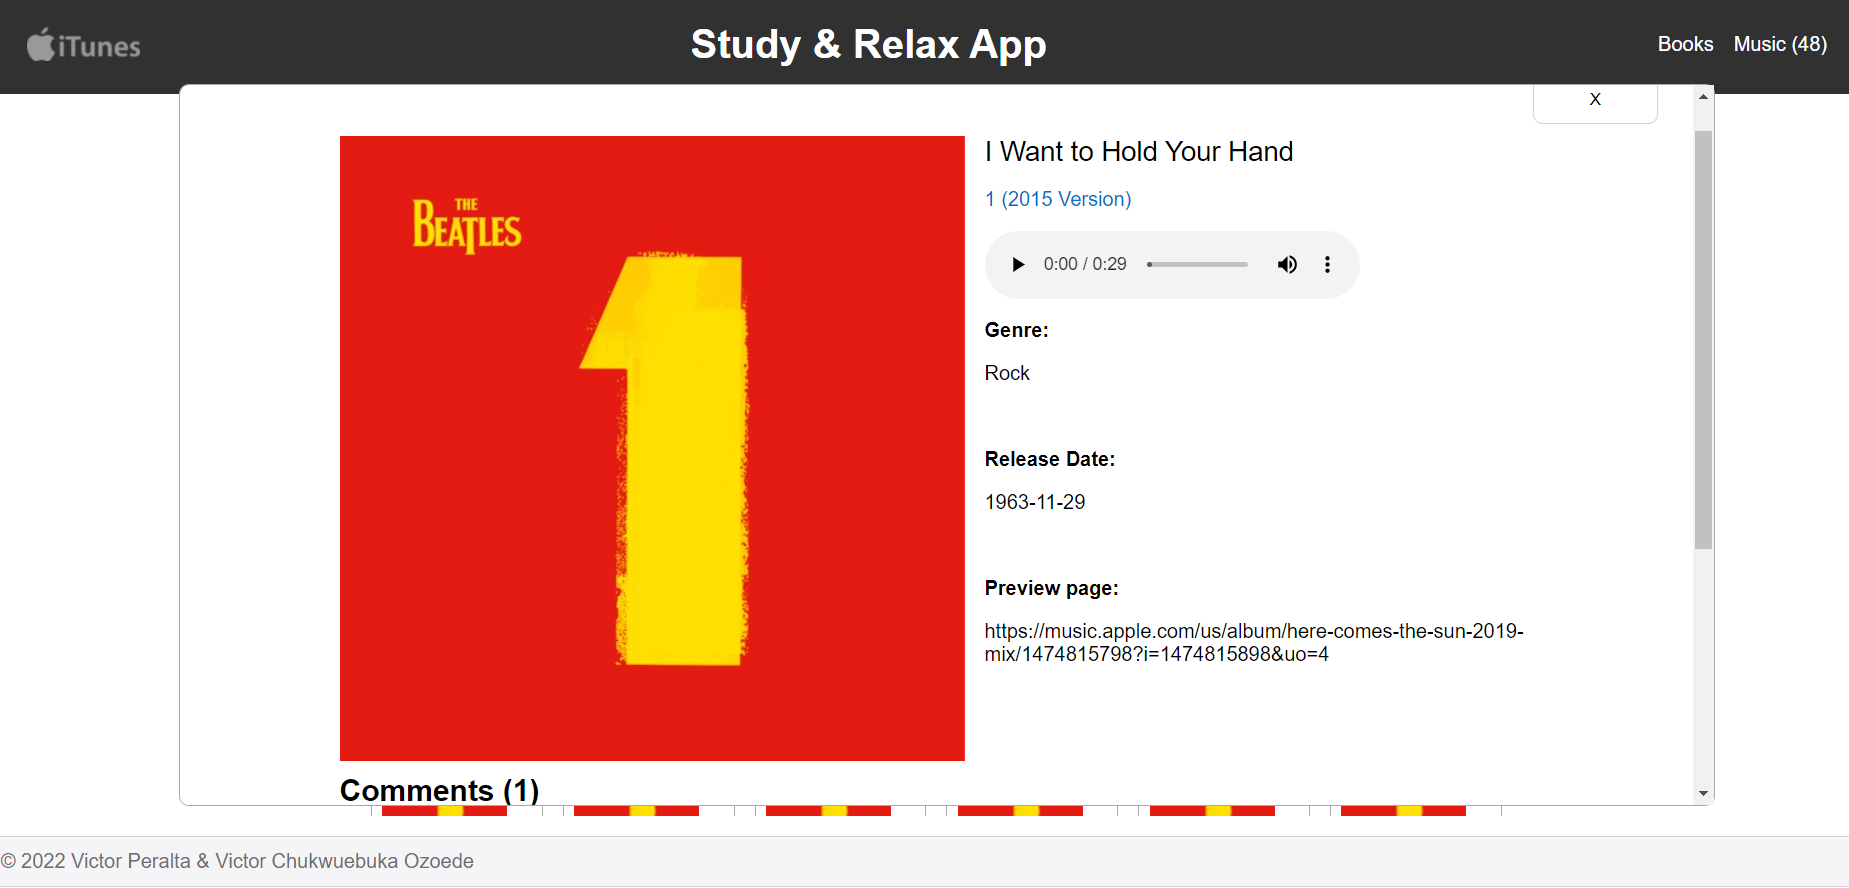 iTunes
Study & Relax App
Books
Music (48)
X
THE
BEATLES
1
I Want to Hold Your Hand
1 (2015 Version)
0:00 / 0:29
Genre:
Rock
Release Date:
1963-11-29
Preview page:
https://music.apple.com/us/album/here-comes-the-sun-2019-
mix/1474815798?i=1474815898&uo=4
Comments (1)
© 2022 Victor Peralta & Victor Chukwuebuka Ozoede